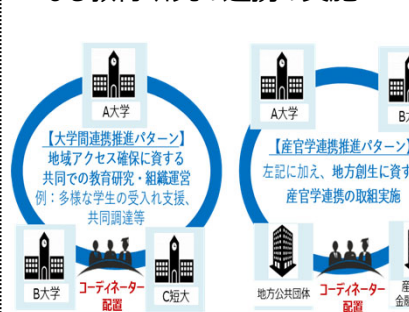 A大学
【大学間連携推進パターン】
地域アクセス確保に資する
共同での教育研究・組織運営
例：多様な学生の受入れ支援、
共同調達等
B大学
コーディネーター
配置
C短大
A大学
B大
【産官学連携推進パターン】
左記に加え、地方創生に資す
産官学連携の取組実施
地方公共団体
コーディネーター
配置
産
金融